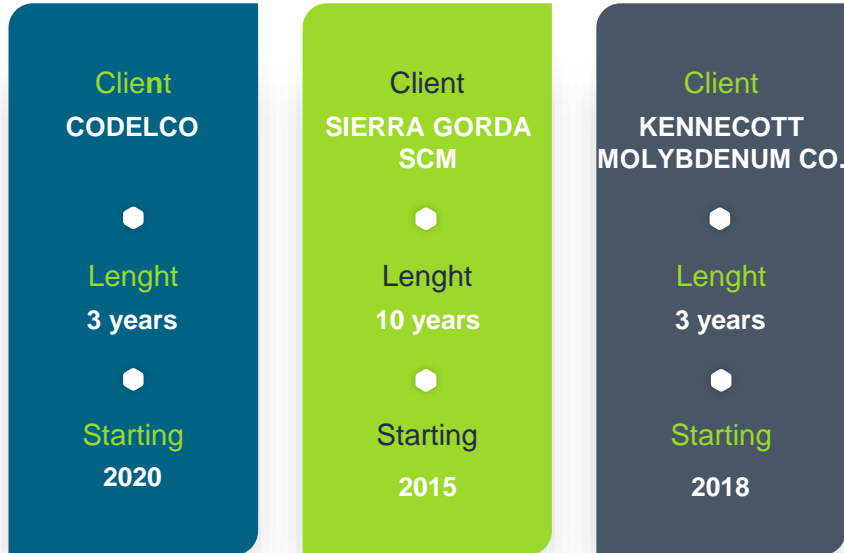 Client
CODELCO
Lenght
3 years
Starting
2020
Client
SIERRA GORDA
SCM
Lenght
10 years
Starting
2015
Client
KENNECOTT
MOLYBDENUM CO.
Lenght
3 years
Starting
2018